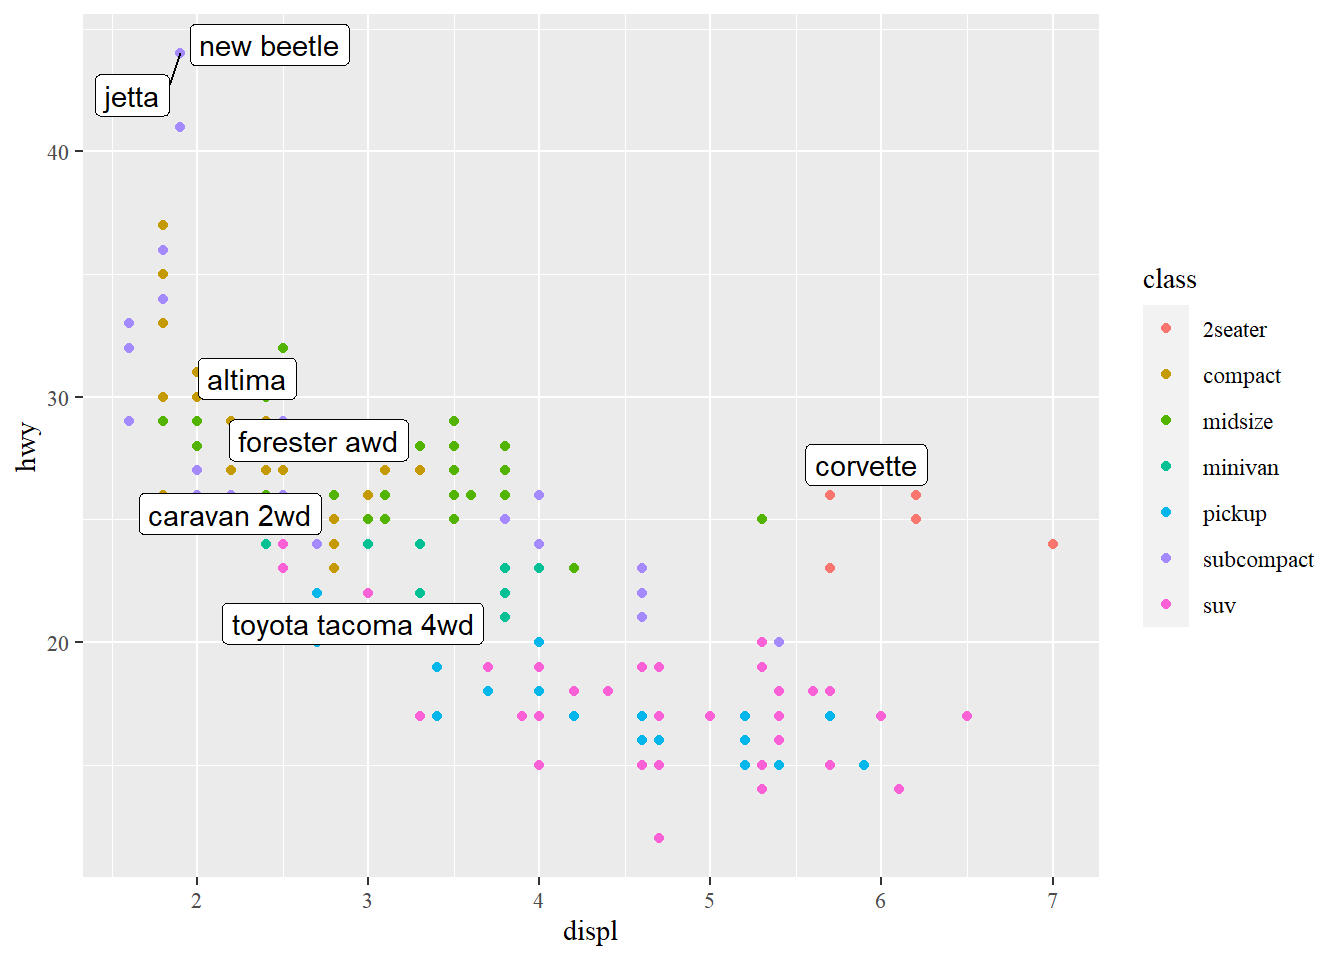 new beetle
jetta
altima
forester awd
corvette
caravan 2wd
toyota tacoma 4wd
40
30
20
hwy
2
3
4
5
6
7
displ
class
2seater
compact
midsize
minivan
pickup
subcompact
suv